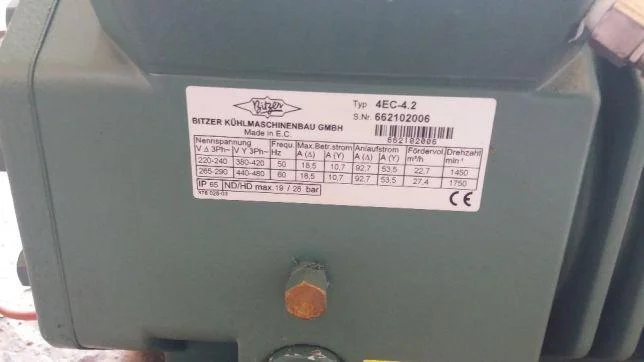 Bitzer
Typ 4EC-4.2
S.Nr. 662102006
BITZER KÜHLMASCHINENBAU GMBH
Made in E.C.
662102006
Nennspannung Frequ. Max.Betr.strom Anlaufstrom Fördervol Drehzahl
V Δ 3Ph~ V Y 3Ph~ Hz A (Δ) A (Y) A (Δ) A (Y) m³/h min-¹
220-240 380-420 50 18,5 10,7 92,7 53,5 22,7 1450
265-290 440-480 60 18,5 10,7 92,7 53,5 27,4 1750
IP 65 ND/HD max. 19 / 28 bar
CE